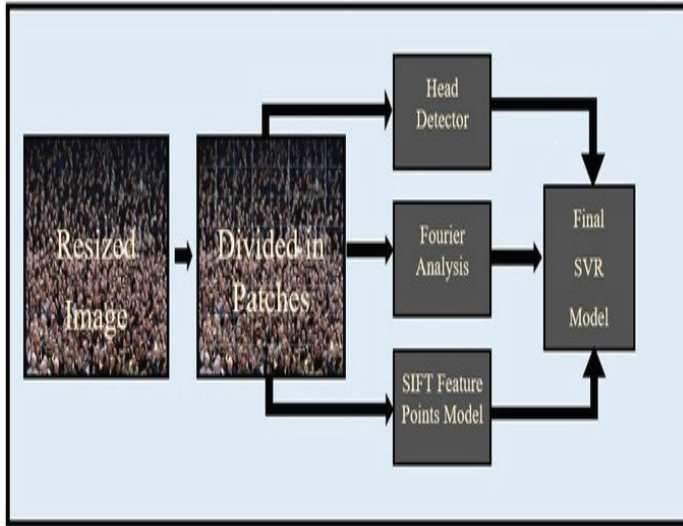 Resized
Image
Divided in
Patches
Head
Detector
Fourier
Analysis
SIFT Feature
Points Model
Final
SVR
Model